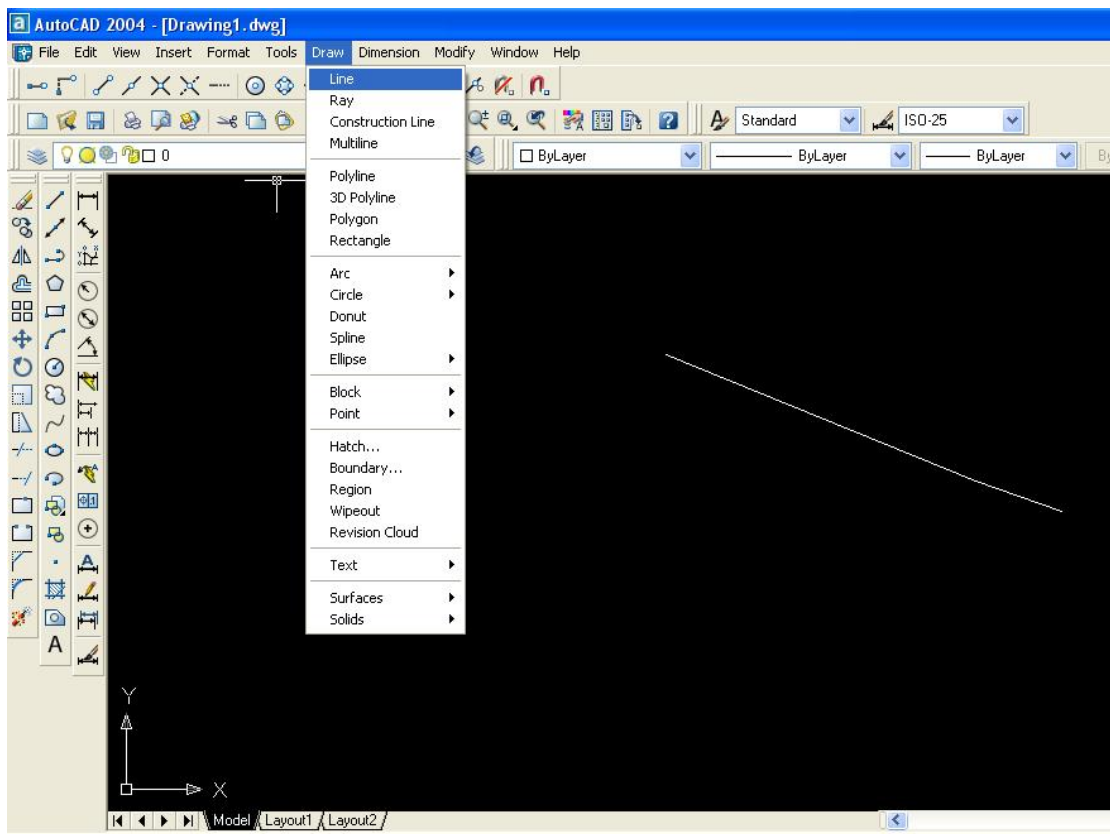 a AutoCAD 2004 - [Drawing1.dwg]
File Edit View Insert Format Tools Draw Dimension Modify Window Help
Line
Ray
Construction Line
Standard ISO-25
Multiline
0 ByLayer ByLayer ByLayer
Polyline
3D Polyline
Polygon
Rectangle
Arc
Circle
Donut
Spline
Ellipse
Block
Point
Hatch...
Boundary...
Region
Wipeout
Revision Cloud
Text
Surfaces
Solids
A
Y
X
Model Layout1 Layout2